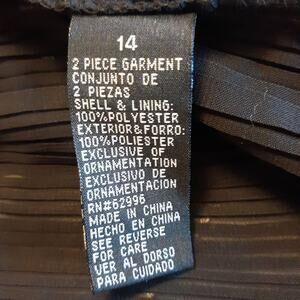 14
2 PIECE GARMENT
CONJUNTO DE
2 PIEZAS
SHELL & LINING:
100%POLYESTER
EXTERIOR&FORRO:
100%POLIESTER
EXCLUSIVE OF
ORNAMENTATION
EXCLUSIVO DE
ORNAMENTACION
RN#62996
MADE IN CHINA
HECHO EN CHINA
SEE REVERSE
FOR CARE
VER AL DORSO
PARA CUIDADO